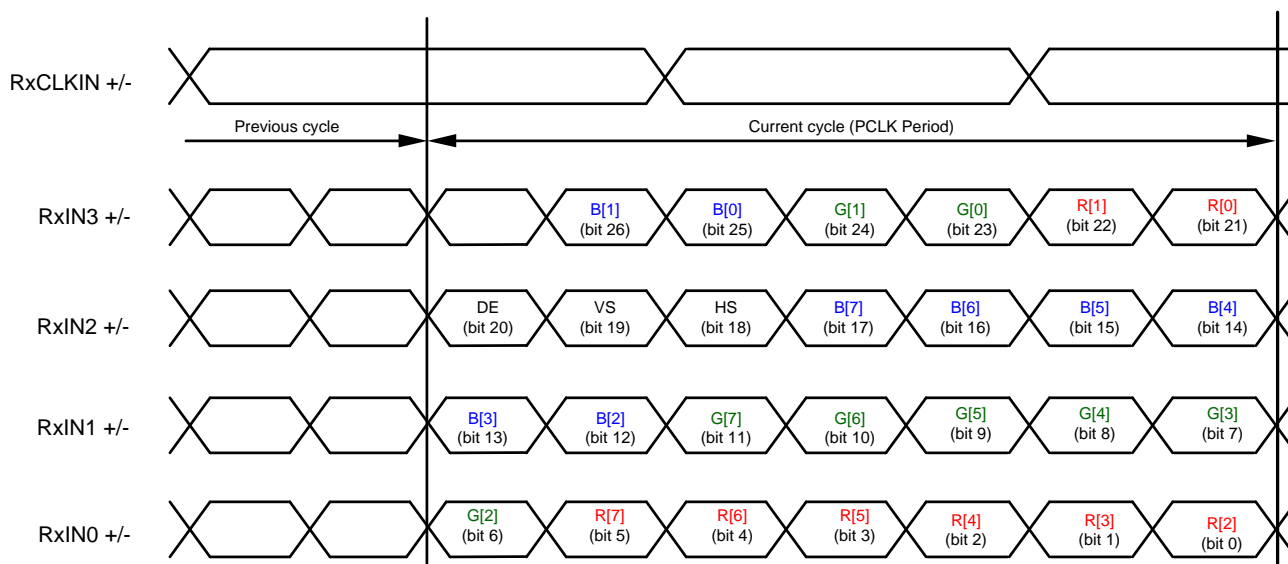 RxCLKIN +/-
Previous cycle
Current cycle (PCLK Period)
RxIN3 +/-
B[1] B[0] G[1] G[0] R[1] R[0]
(bit 26) (bit 25) (bit 24) (bit 23) (bit 22) (bit 21)
RxIN2 +/-
DE VS HS B[7] B[6] B[5] B[4]
(bit 20) (bit 19) (bit 18) (bit 17) (bit 16) (bit 15) (bit 14)
RxIN1 +/-
B[3] B[2] G[7] G[6] G[5] G[4] G[3]
(bit 13) (bit 12) (bit 11) (bit 10) (bit 9) (bit 8) (bit 7)
RxIN0 +/-
G[2] R[7] R[6] R[5] R[4] R[3] R[2]
(bit 6) (bit 5) (bit 4) (bit 3) (bit 2) (bit 1) (bit 0)